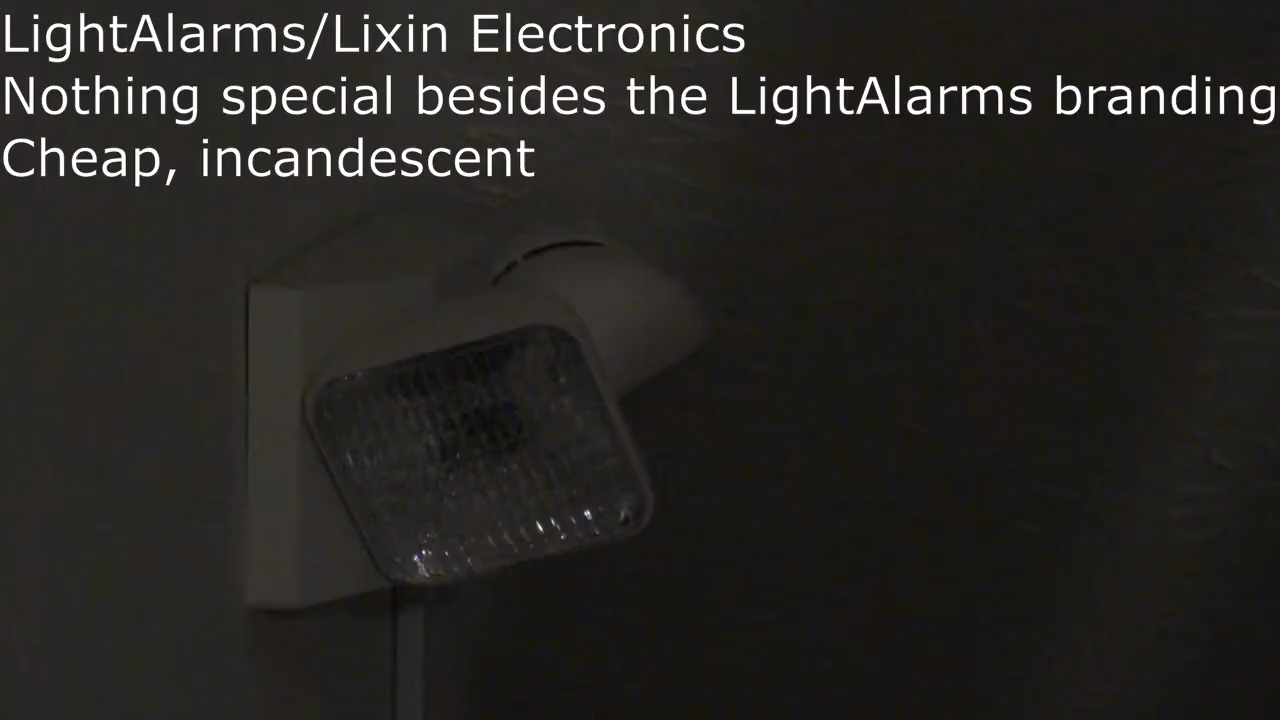 LightAlarms/Lixin Electronics
Nothing special besides the LightAlarms branding
Cheap, incandescent